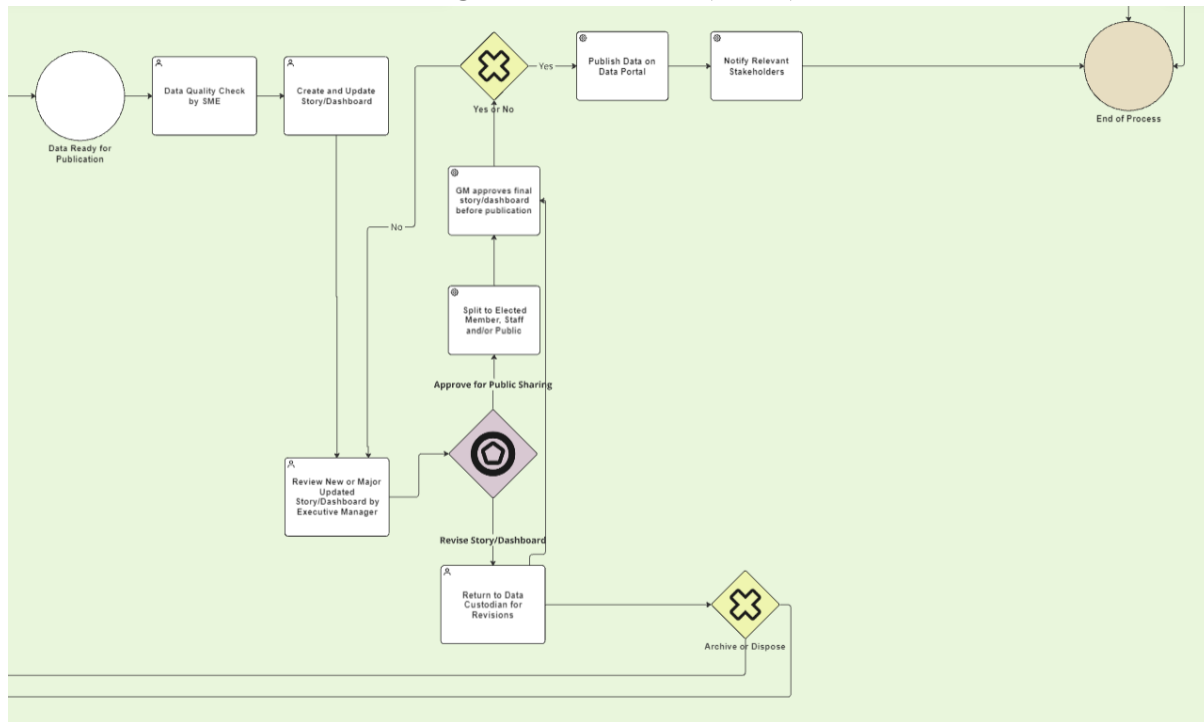 Data Ready for
Publication
Data Quality Check
by SME
Create and Update
Story/Dashboard
Yes or No
Yes
No
Publish Data on
Data Portal
Notify Relevant
Stakeholders
End of Process
GM approves final
story/dashboard
before publication
Split to Elected
Member, Staff
and/or Public
Approve for Public Sharing
Review New or Major
Updated
Story/Dashboard by
Executive Manager
Revise Story/Dashboard
Return to Data
Custodian for
Revisions
Archive or Dispose